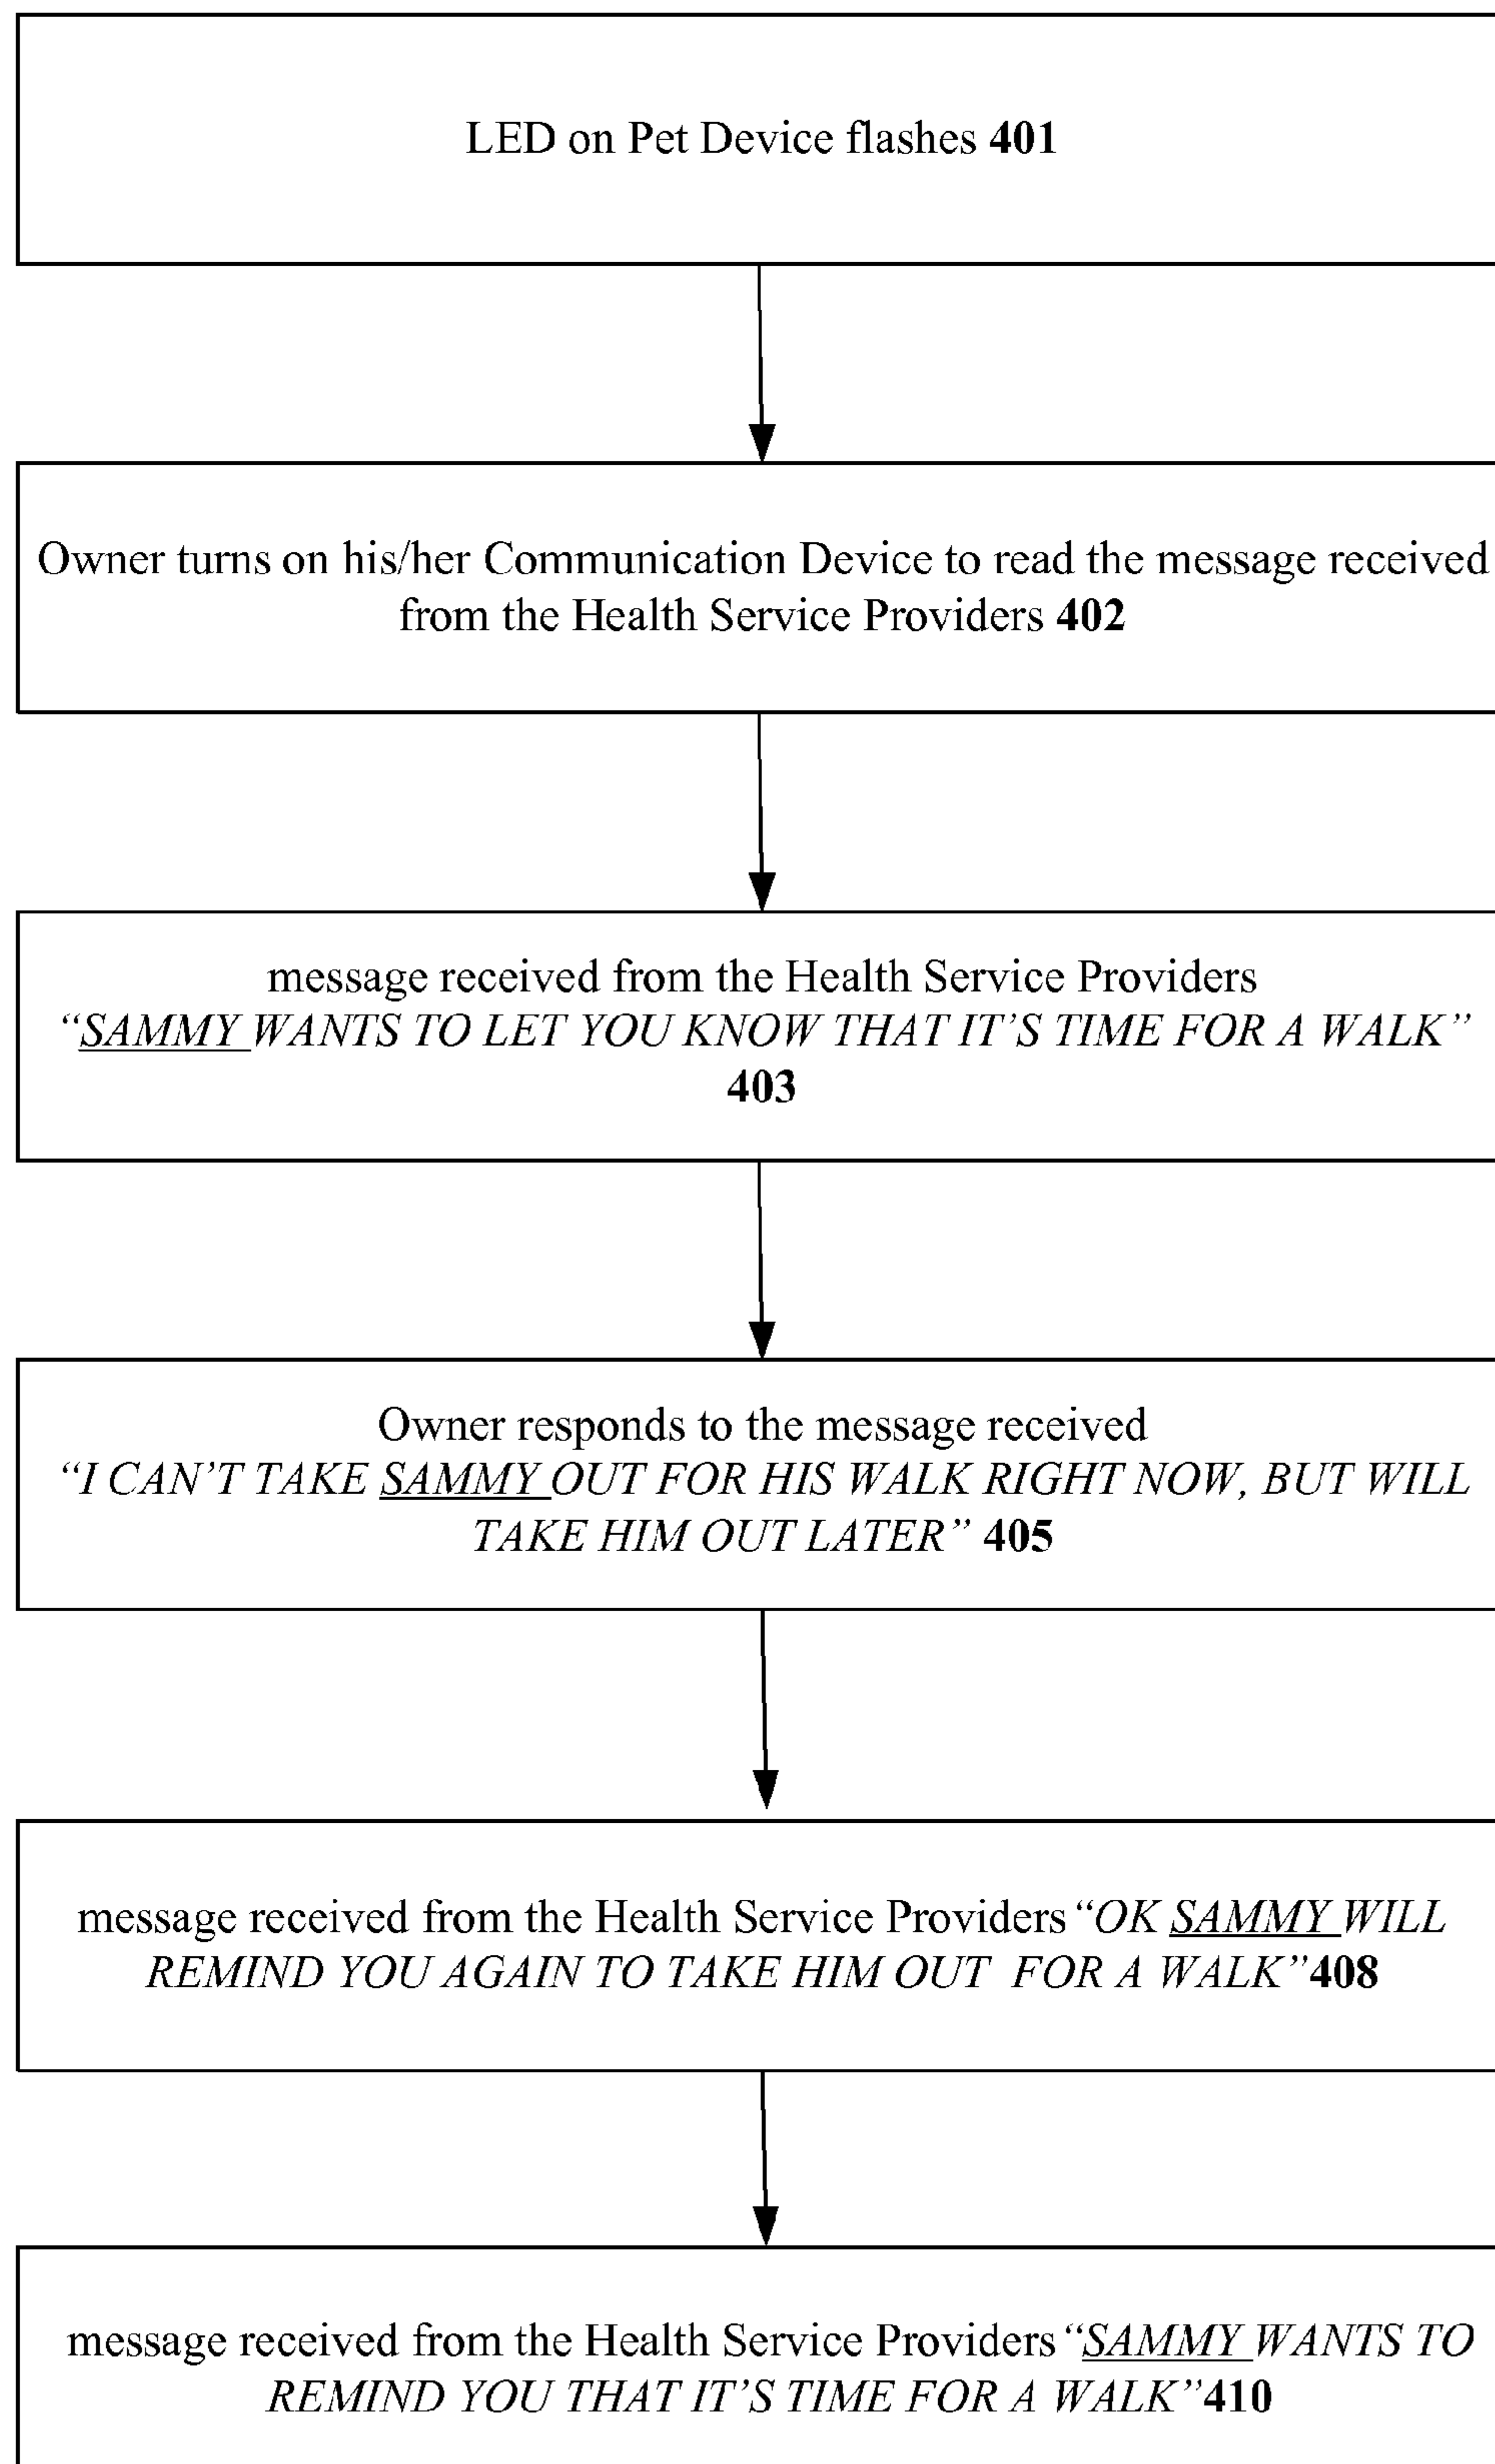 LED on Pet Device flashes 401
Owner turns on his/her Communication Device to read the message received
from the Health Service Providers 402
message received from the Health Service Providers
“SAMMY WANTS TO LET YOU KNOW THAT IT’S TIME FOR A WALK”
403
Owner responds to the message received
“I CAN’T TAKE SAMMY OUT FOR HIS WALK RIGHT NOW, BUT WILL
TAKE HIM OUT LATER” 405
message received from the Health Service Providers “OK SAMMY WILL
REMIND YOU AGAIN TO TAKE HIM OUT FOR A WALK”408
message received from the Health Service Providers “SAMMY WANTS TO
REMIND YOU THAT IT’S TIME FOR A WALK”410